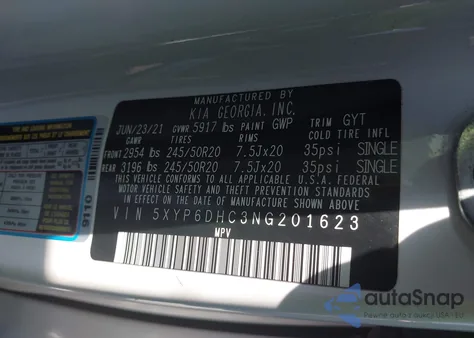 MANUFACTURED BY
KIA GEORGIA, INC.
JUN/23/21 GVWR 5917 lbs PAINT GWP TRIM GYT
GAWR TIRES RIMS COLD TIRE INFL
FRONT 2954 lbs 245/50R20 7.5Jx20 35psi SINGLE
REAR 3196 lbs 245/50R20 7.5Jx20 35psi SINGLE
THIS VEHICLE CONFORMS TO ALL APPLICABLE U.S.A. FEDERAL
MOTOR VEHICLE SAFETY AND THEFT PREVENTION STANDARDS
IN EFFECT ON THE DATE OF MANUFACTURE SHOWN ABOVE.
VIN 5XYP6DHC3NG201623
MPV
9110
autoSnap